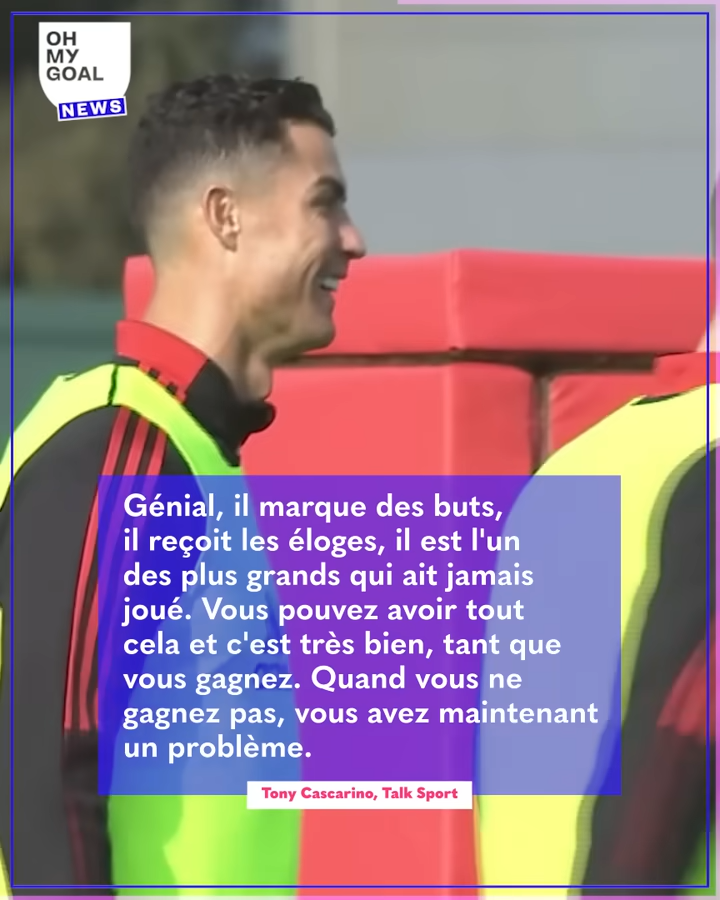 OH
MY
GOAL
NEWS
Génial, il marque des buts,
il reçoit les éloges, il est l'un
des plus grands qui ait jamais
joué. Vous pouvez avoir tout
cela et c'est très bien, tant que
vous gagnez. Quand vous ne
gagnez pas, vous avez maintenant
un problème.
Tony Cascarino, Talk Sport